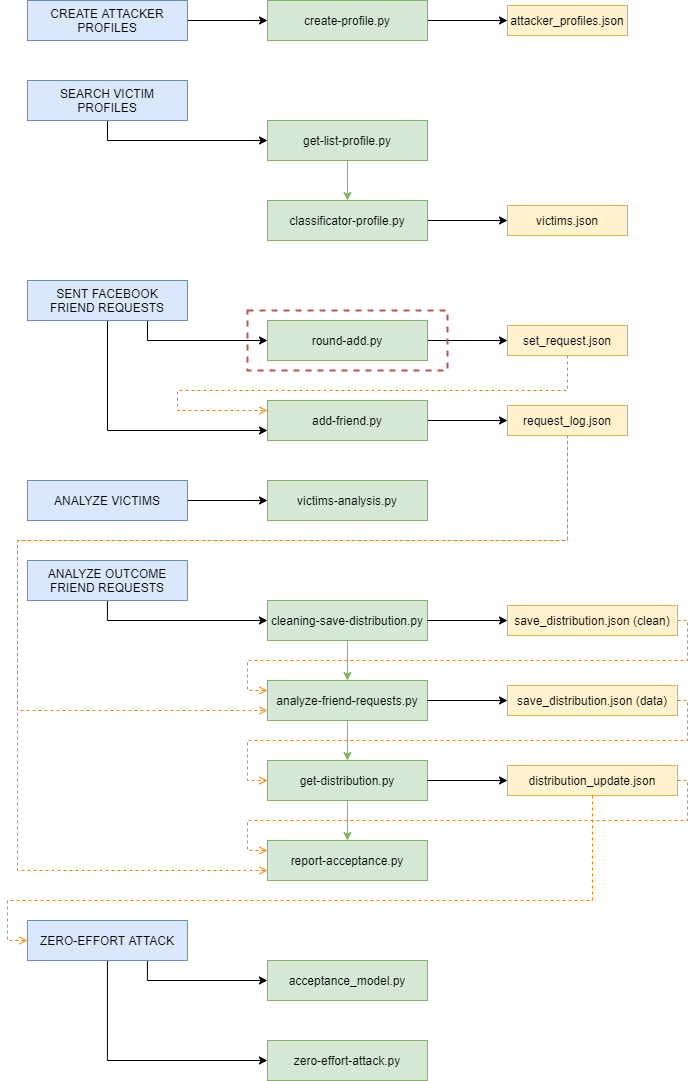 CREATE ATTACKER
PROFILES
create-profile.py
attacker_profiles.json
SEARCH VICTIM
PROFILES
get-list-profile.py
classificator-profile.py
victims.json
SENT FACEBOOK
FRIEND REQUESTS
round-add.py
set_request.json
add-friend.py
request_log.json
ANALYZE VICTIMS
victims-analysis.py
ANALYZE OUTCOME
FRIEND REQUESTS
cleaning-save-distribution.py
save_distribution.json (clean)
analyze-friend-requests.py
save_distribution.json (data)
get-distribution.py
distribution_update.json
report-acceptance.py
ZERO-EFFORT ATTACK
acceptance_model.py
zero-effort-attack.py